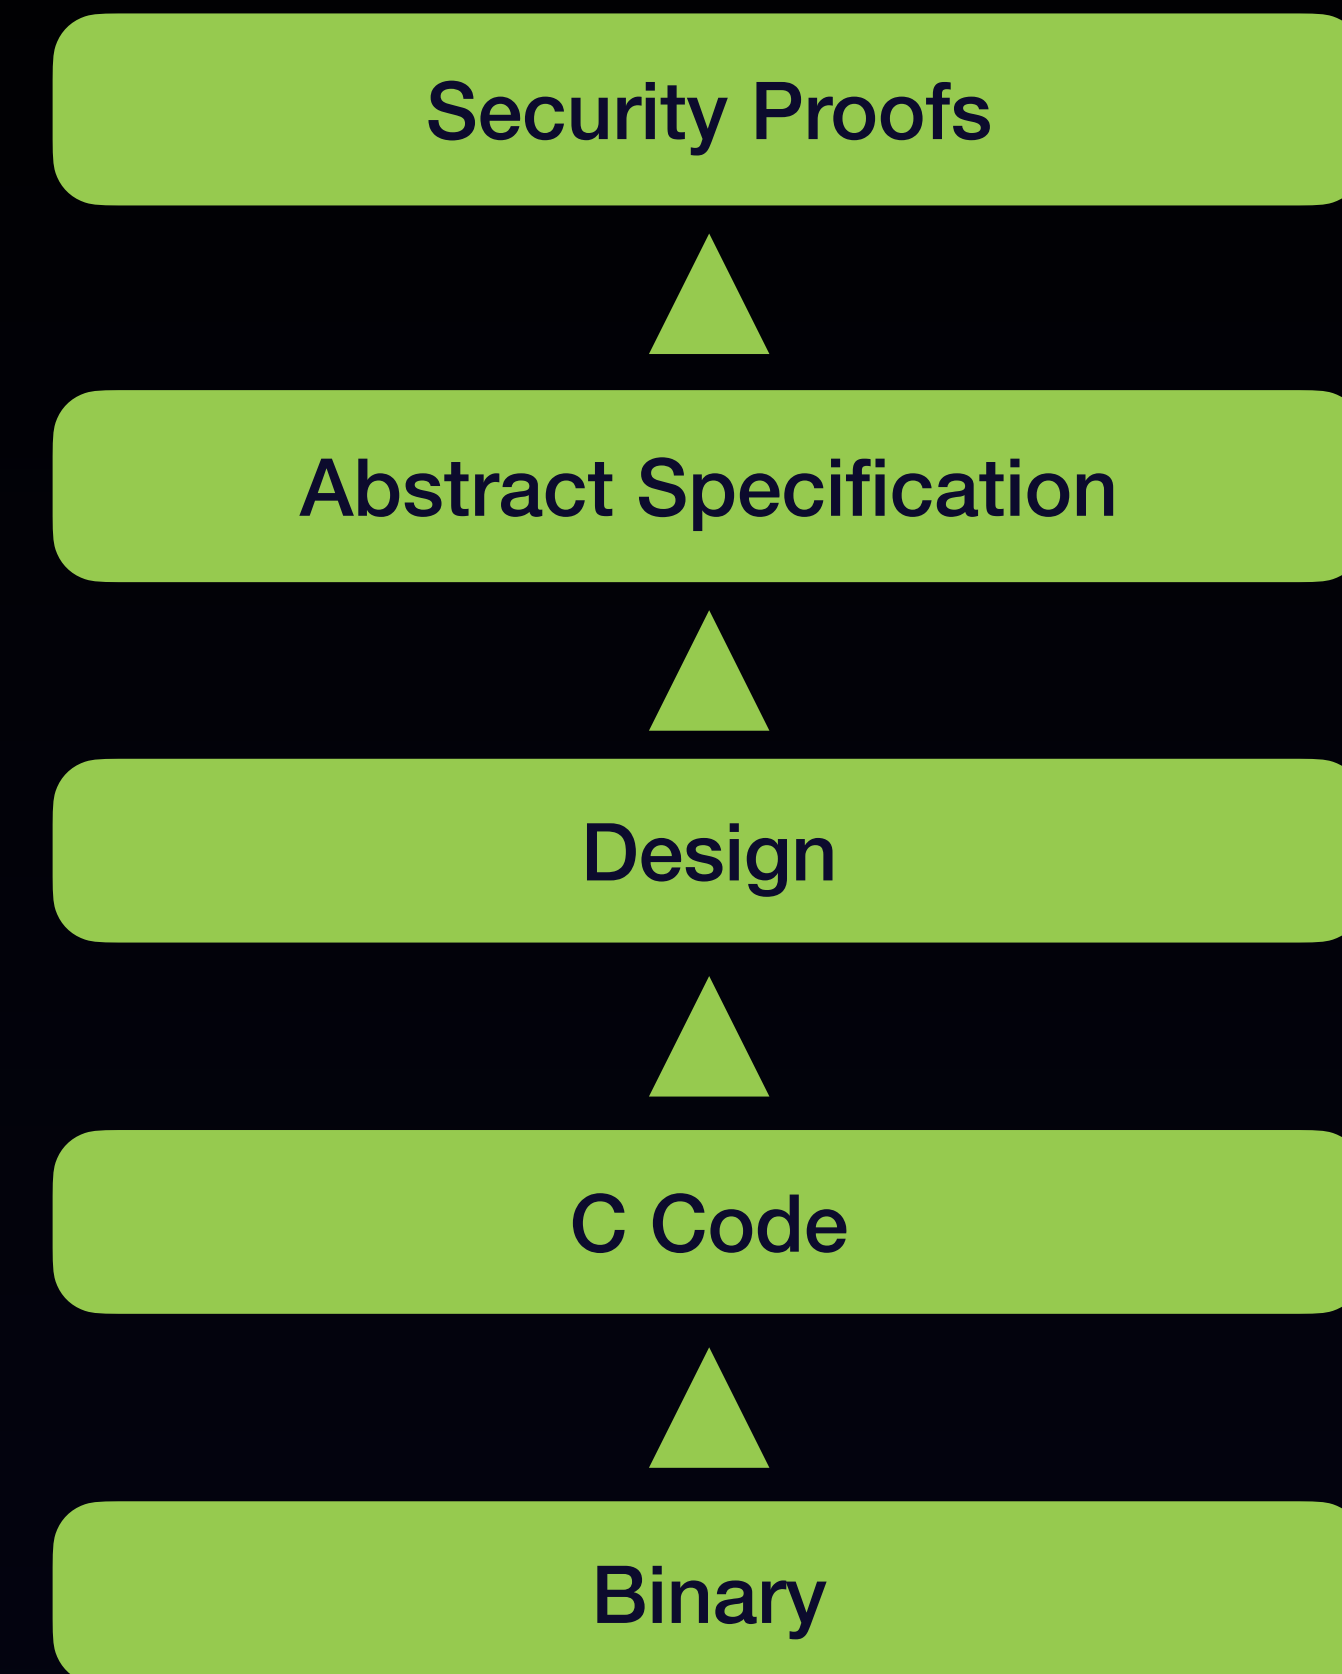 Security Proofs
Abstract Specification
Design
C Code
Binary